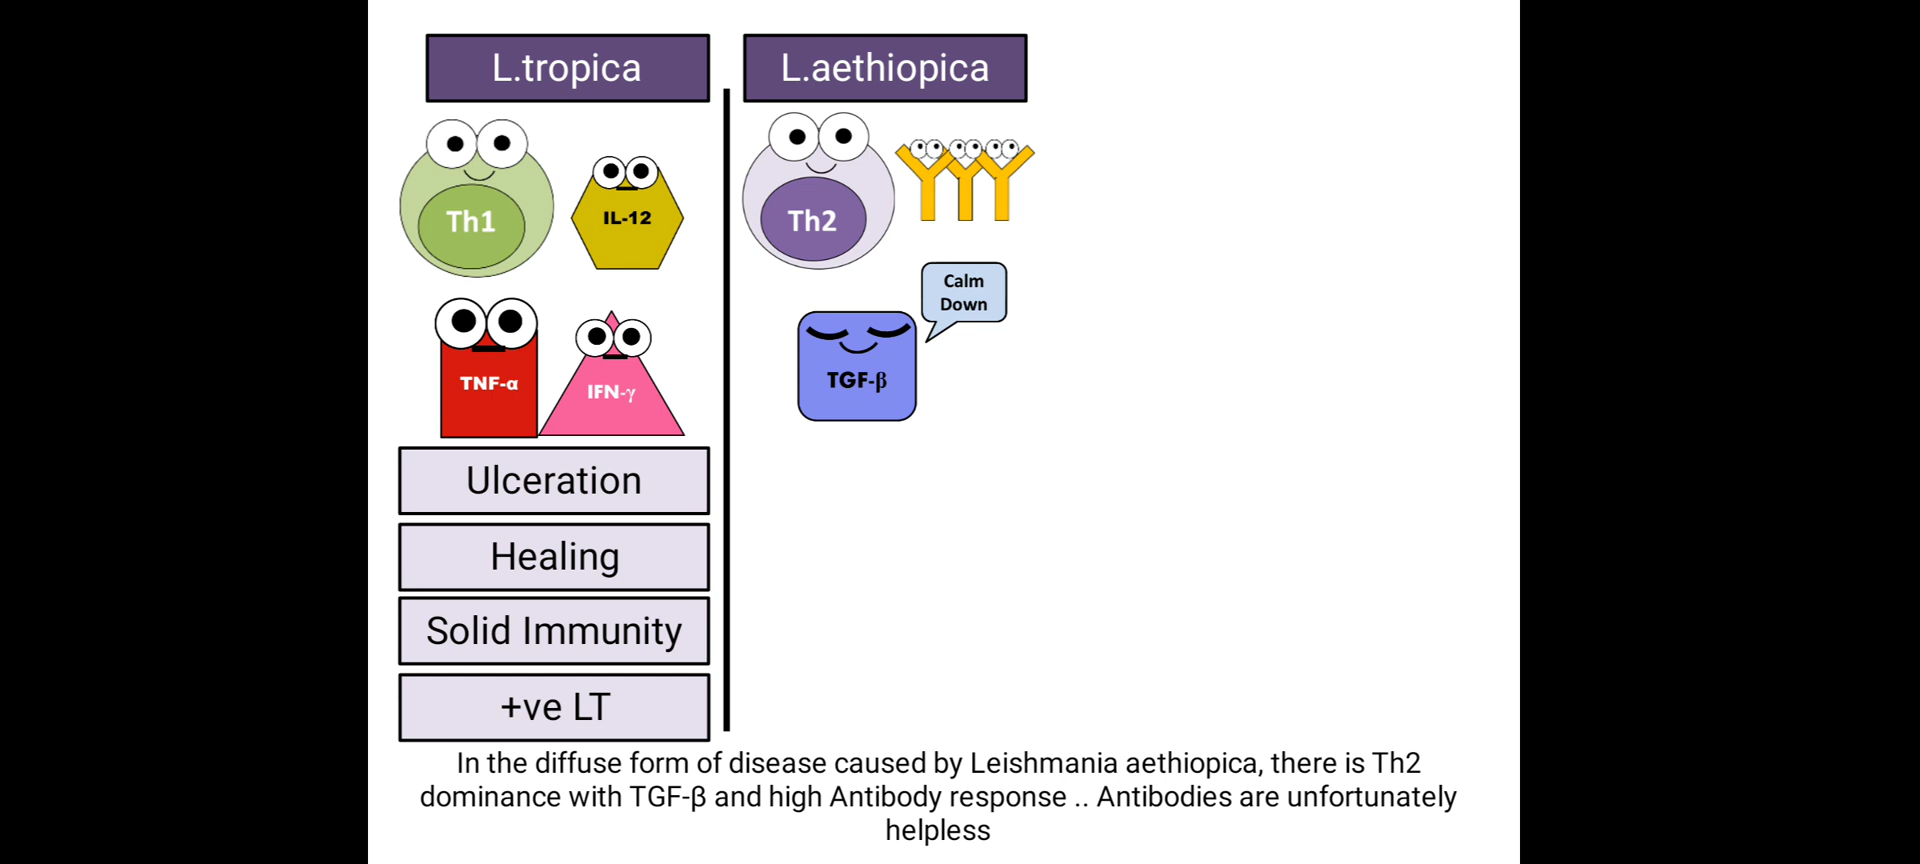 L.tropica
L.aethiopica
Th1
IL-12
TNF-α
IFN-γ
Th2
Calm
Down
TGF-β
Ulceration
Healing
Solid Immunity
+ve LT
In the diffuse form of disease caused by Leishmania aethiopica, there is Th2
dominance with TGF-β and high Antibody response .. Antibodies are unfortunately
helpless